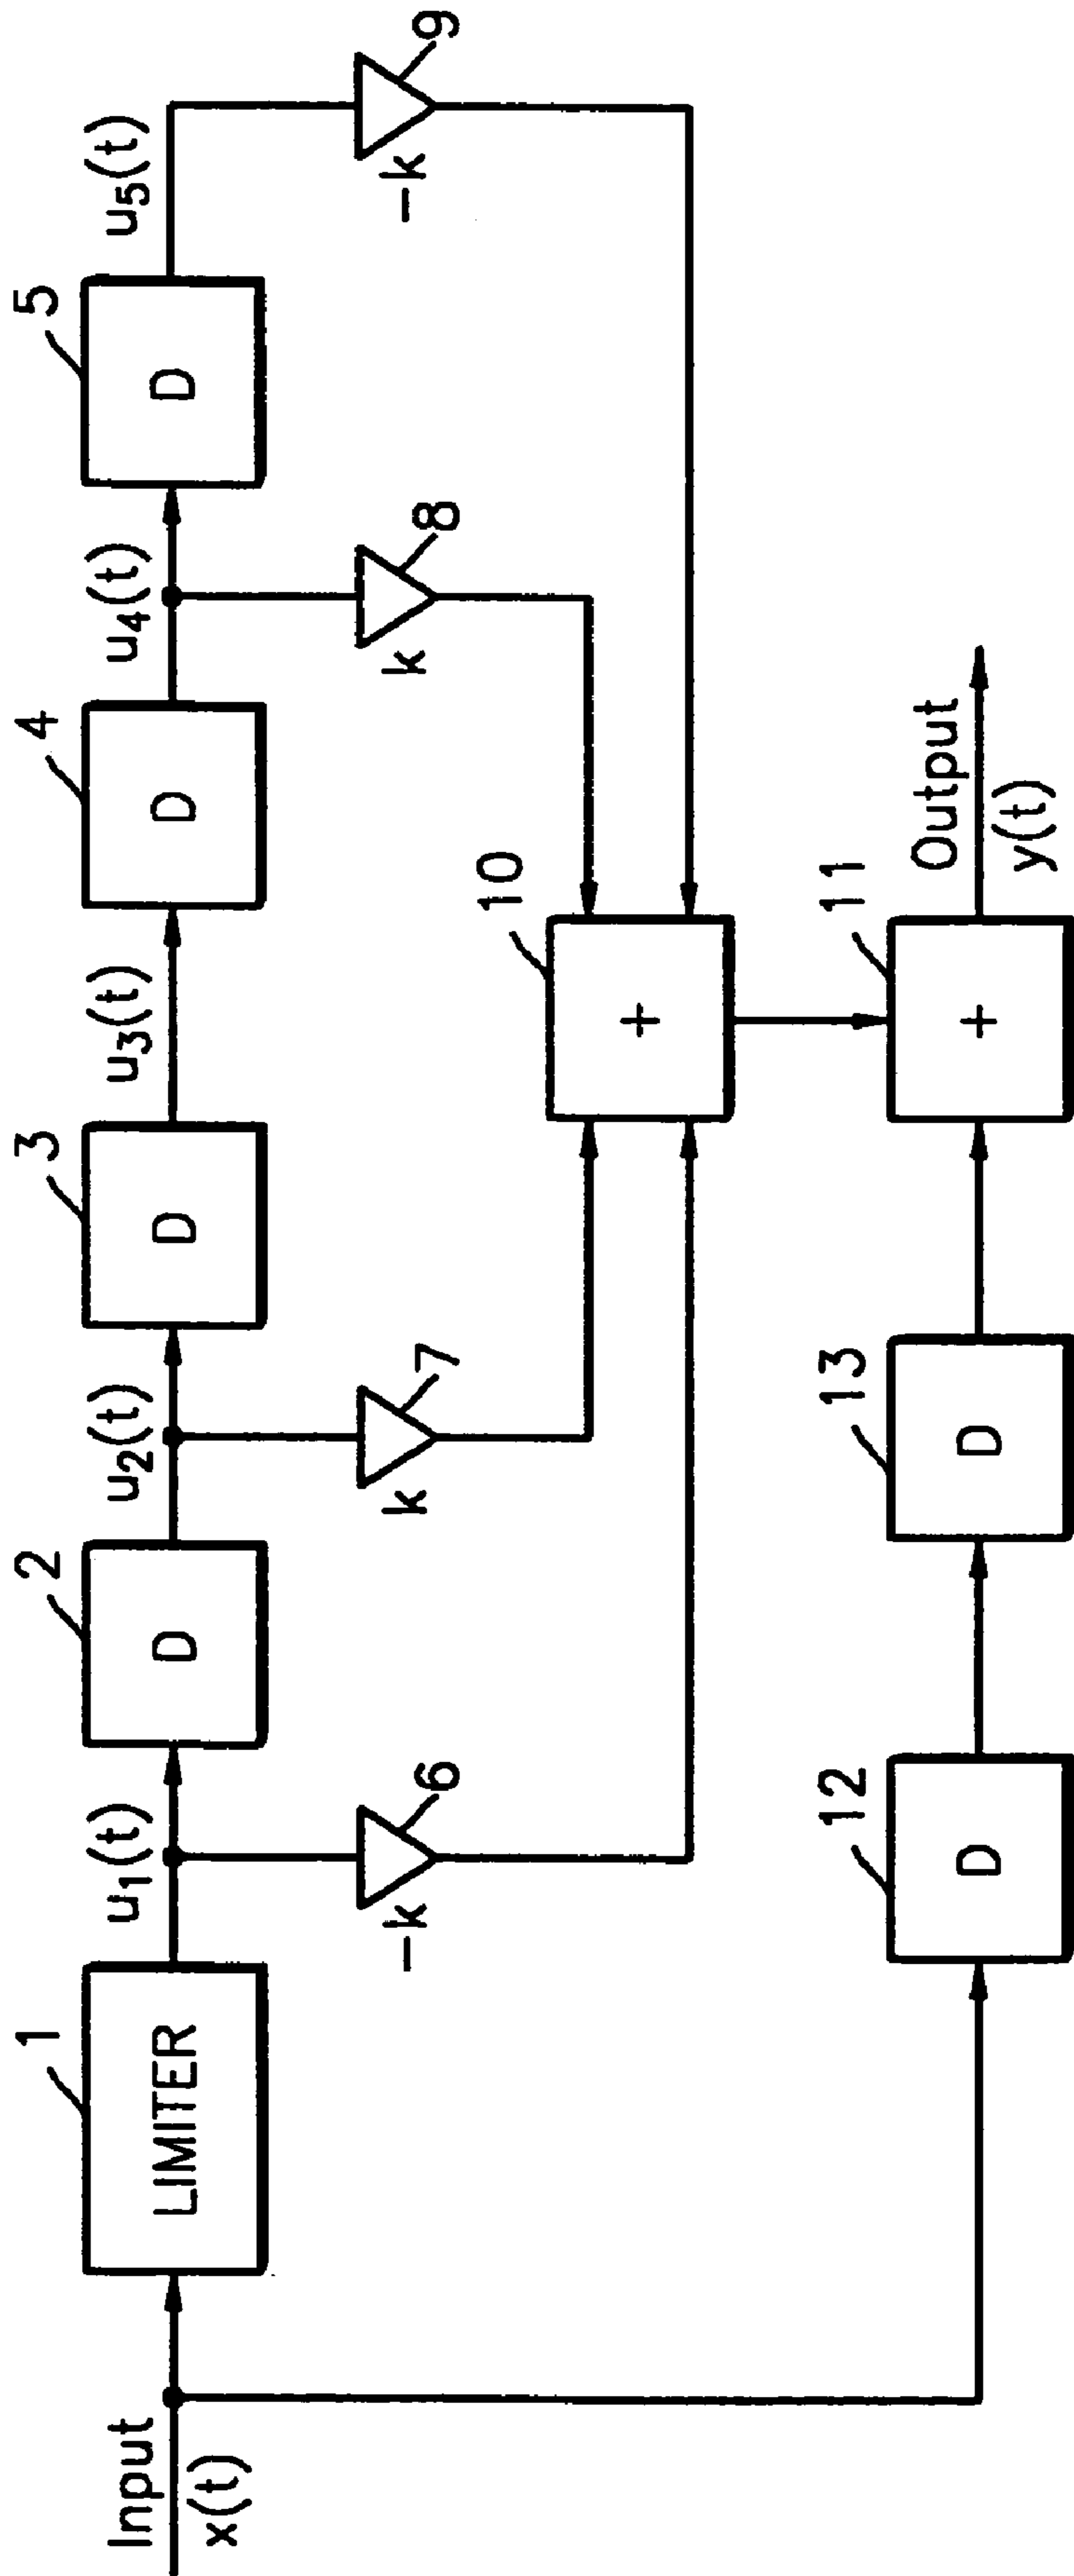 1
2
3
4
5
Input
x(t)
LIMITER
u1(t)
D
u2(t)
D
u3(t)
D
u4(t)
D
u5(t)
-k
6
k
7
k
8
-k
9
10
+
12
D
13
D
11
+
Output
y(t)